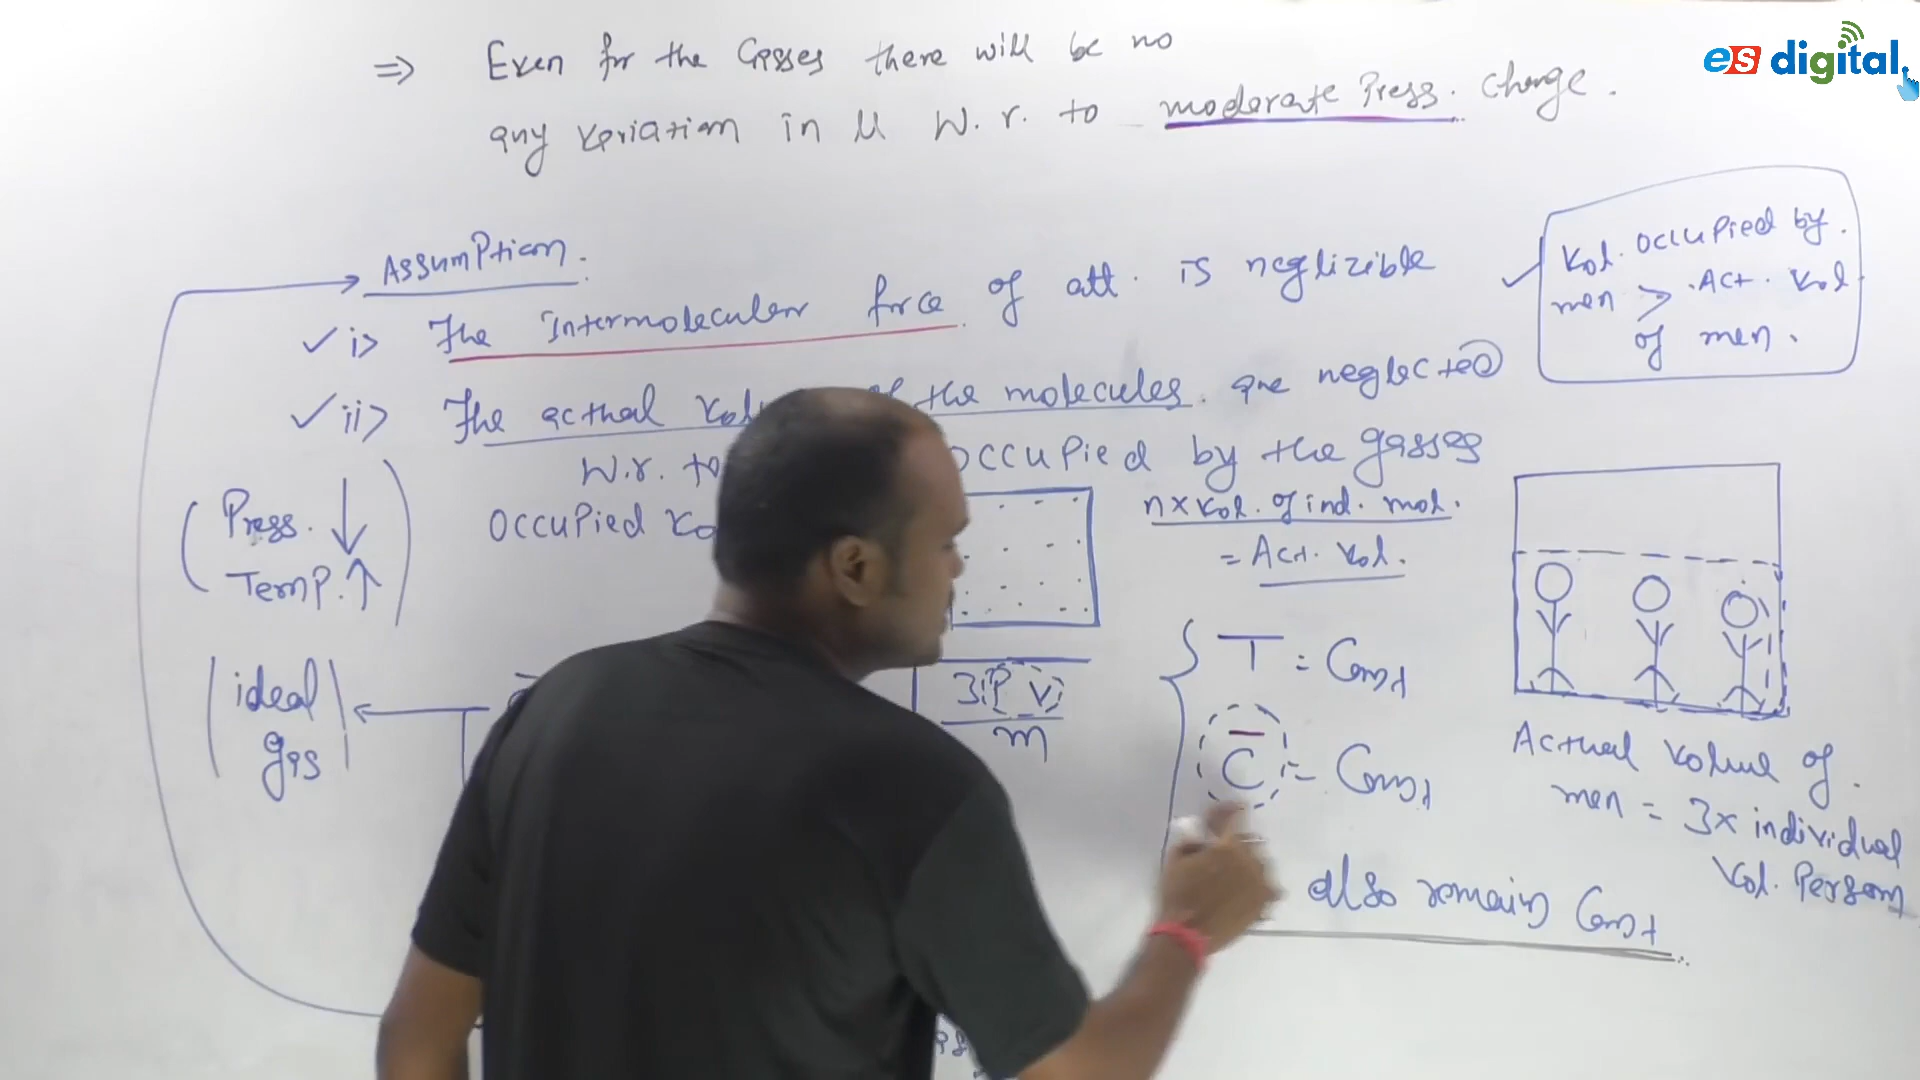 es digital
⇒ Even for the Gasses there will be no
any variation in μ W.r. to moderate Press. Change.
Assumption.
✓ i> The Intermolecular force of att. is neglizible
✓ ii> The actual Vol of the molecules are neglected
W.r. to occupied by the gasses
occupied Vo
Vol. occupied by.
men > Act. Vol
of men.
(Press. ↓
Temp. ↑)
n x Vol. of ind. mol.
= Act. Vol.
ideal
gas
3PV
m
T = Const
C̅ = Const
also remain Const
Actual Volume of
men = 3x individual
Vol. Person